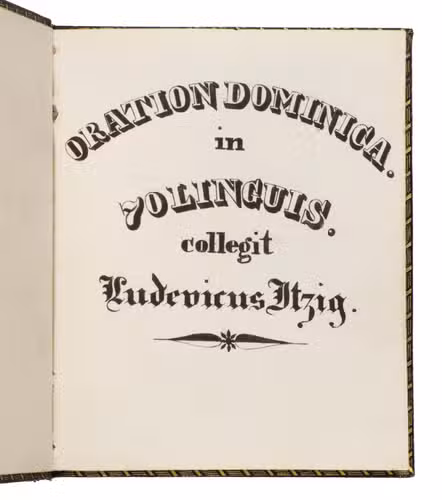 ORATION DOMINICA.
in
70 LINGUIS.
collegit
Ludevicus Itzig.